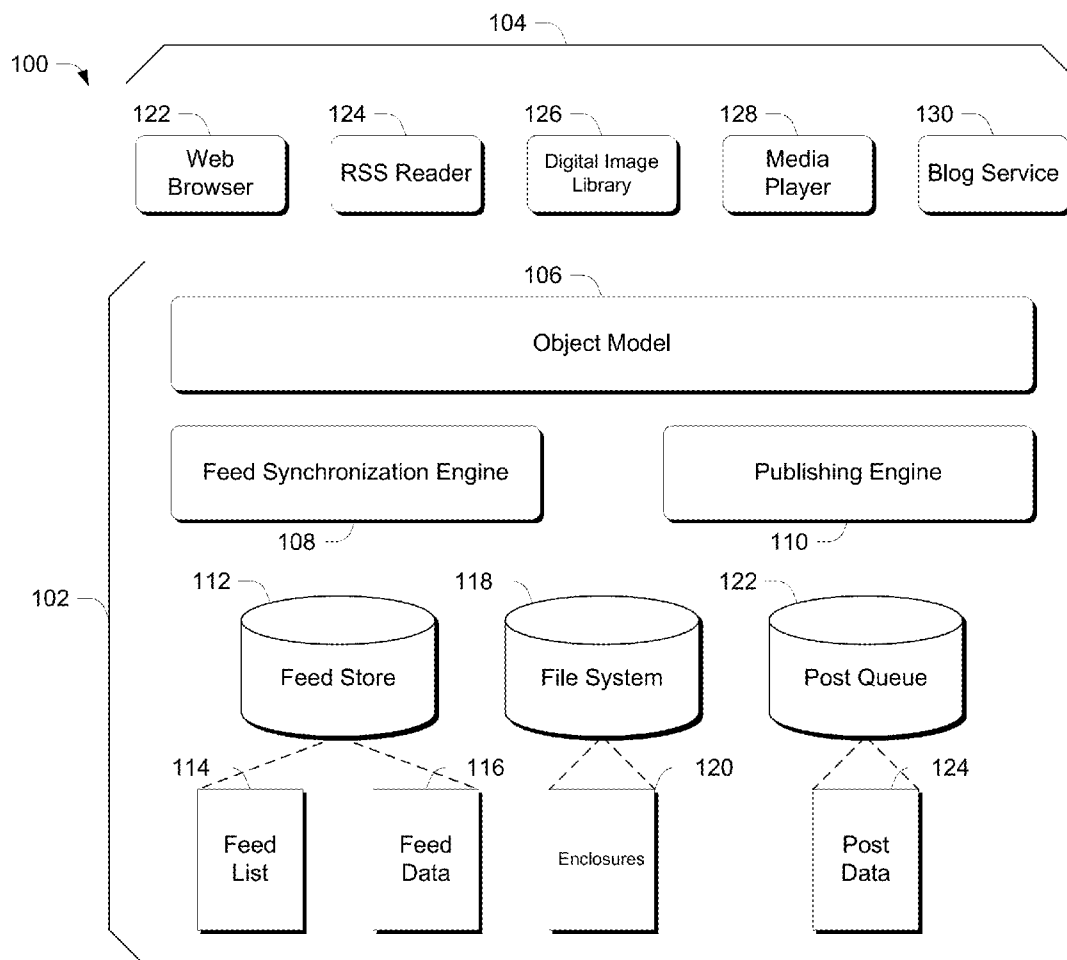 104
100
122
124
126
128
130
Web
Browser
RSS Reader
Digital Image
Library
Media
Player
Blog Service
106
Object Model
Feed Synchronization Engine
Publishing Engine
108
110
102
112
118
122
Feed Store
File System
Post Queue
114
116
120
124
Feed
List
Feed
Data
Enclosures
Post
Data